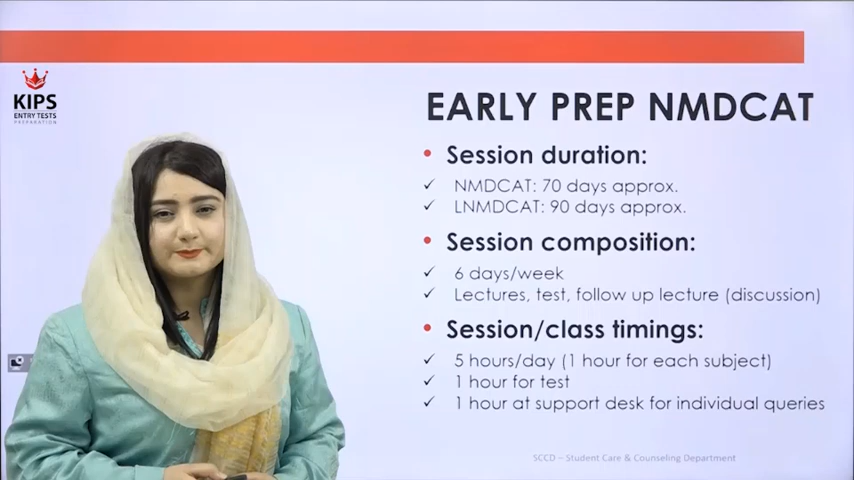 KIPS
ENTRY TESTS
PREPARATION
EARLY PREP NMDCAT
• Session duration:
✓ NMDCAT: 70 days approx.
✓ LNMDCAT: 90 days approx.
• Session composition:
✓ 6 days/week
✓ Lectures, test, follow up lecture (discussion)
• Session/class timings:
✓ 5 hours/day (1 hour for each subject)
✓ 1 hour for test
✓ 1 hour at support desk for individual queries
SCCD – Student Care & Counseling Department